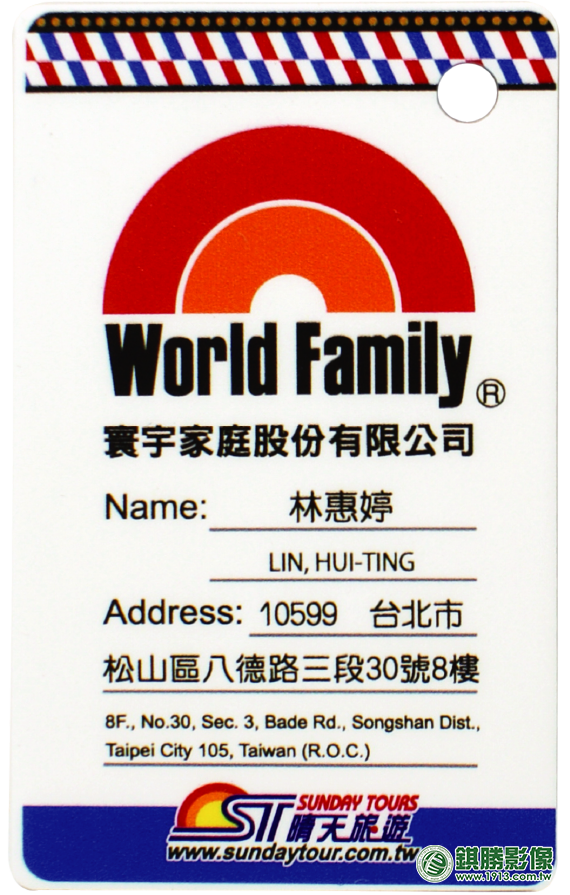 World Family ®
寰宇家庭股份有限公司
Name: 林惠婷
LIN, HUI-TING
Address: 10599 台北市
松山區八德路三段30號8樓
8F., No.30, Sec. 3, Bade Rd., Songshan Dist.,
Taipei City 105, Taiwan (R.O.C.)
ST SUNDAY TOURS
晴天旅遊
www.sundaytour.com.tw
錤勝影像
www.1913.com.tw